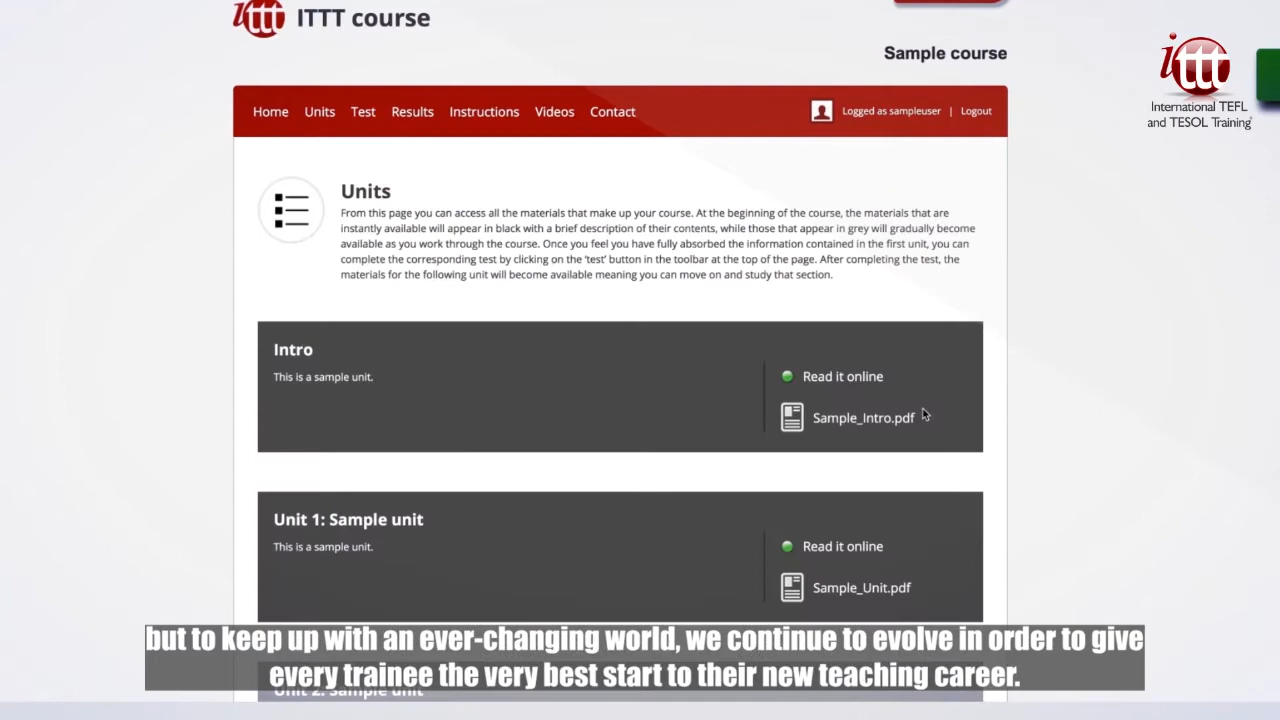 ittt ITTT course
Sample course
ittt
International TEFL
and TESOL Training
Home Units Test Results Instructions Videos Contact Logged as sampleuser | Logout
Units
From this page you can access all the materials that make up your course. At the beginning of the course, the materials that are
instantly available will appear in black with a brief description of their contents, while those that appear in grey will gradually become
available as you work through the course. Once you feel you have fully absorbed the information contained in the first unit, you can
complete the corresponding test by clicking on the 'test' button in the toolbar at the top of the page. After completing the test, the
materials for the following unit will become available meaning you can move on and study that section.
Intro
This is a sample unit.
Read it online
Sample_Intro.pdf
Unit 1: Sample unit
This is a sample unit.
Read it online
Sample_Unit.pdf
but to keep up with an ever-changing world, we continue to evolve in order to give
every trainee the very best start to their new teaching career.
Unit 2: Sample unit